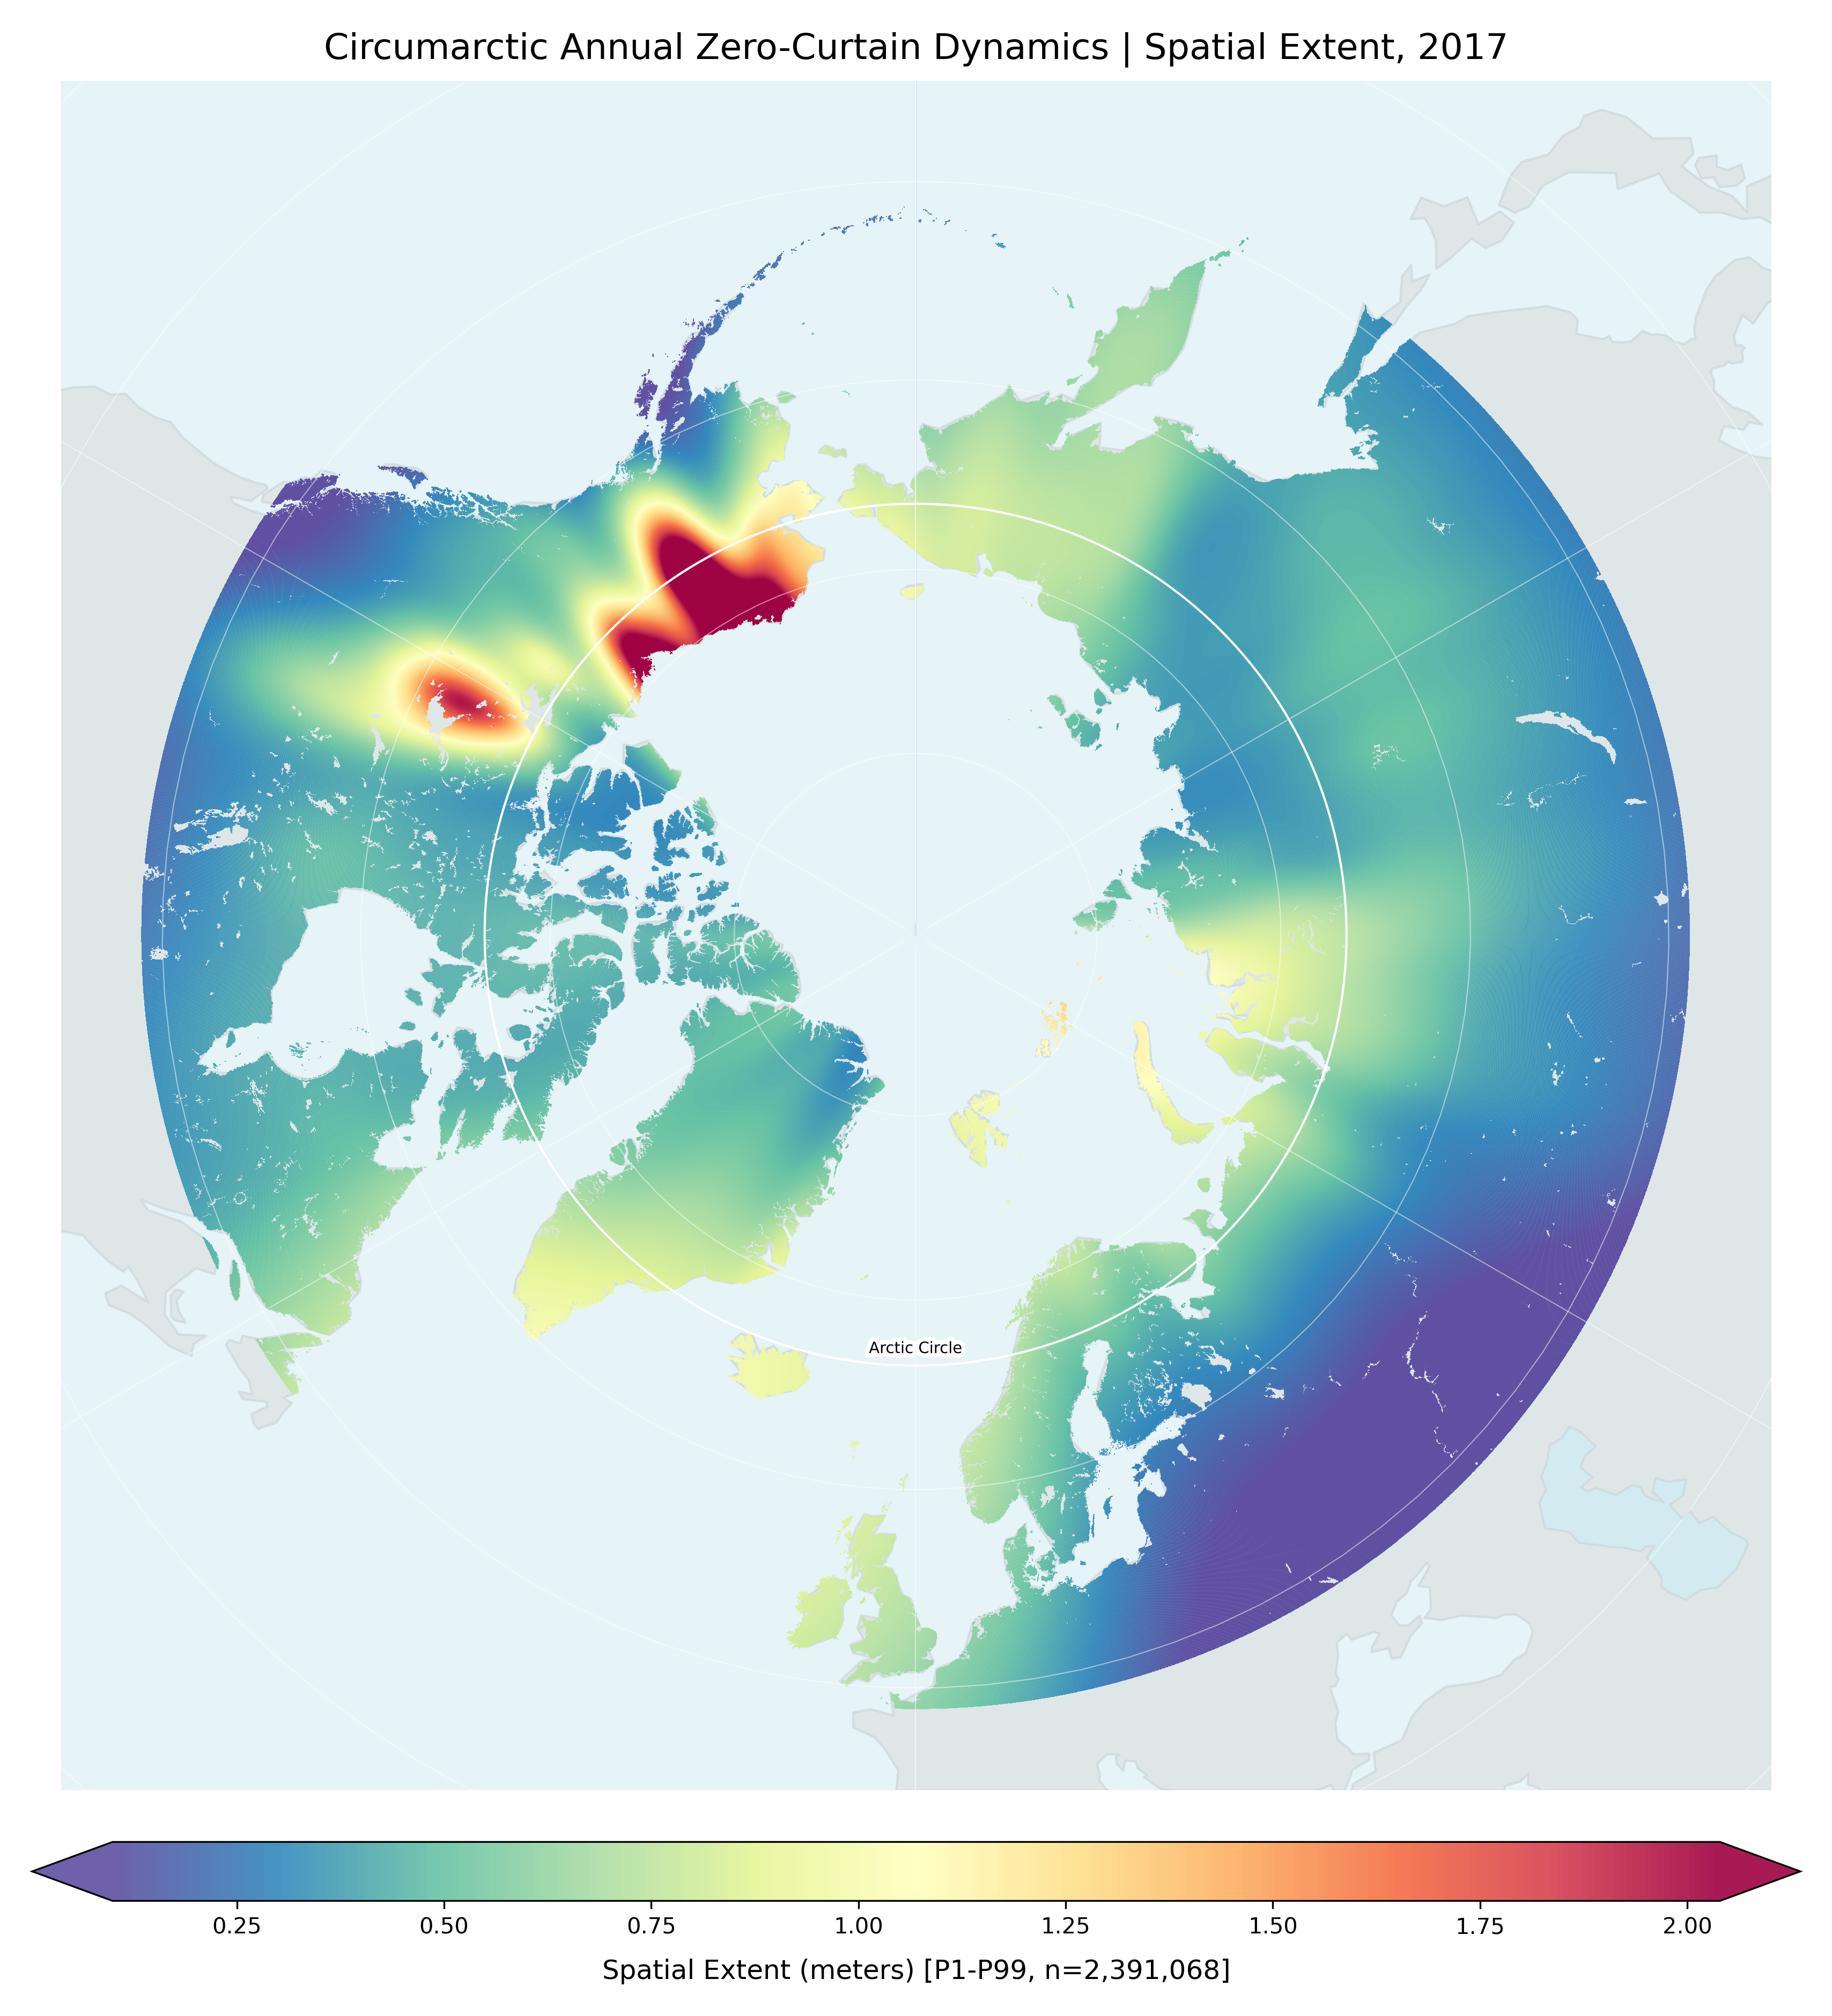 Circumarctic Annual Zero-Curtain Dynamics | Spatial Extent, 2017
Arctic Circle
0.25 0.50 0.75 1.00 1.25 1.50 1.75 2.00
Spatial Extent (meters) [P1-P99, n=2,391,068]